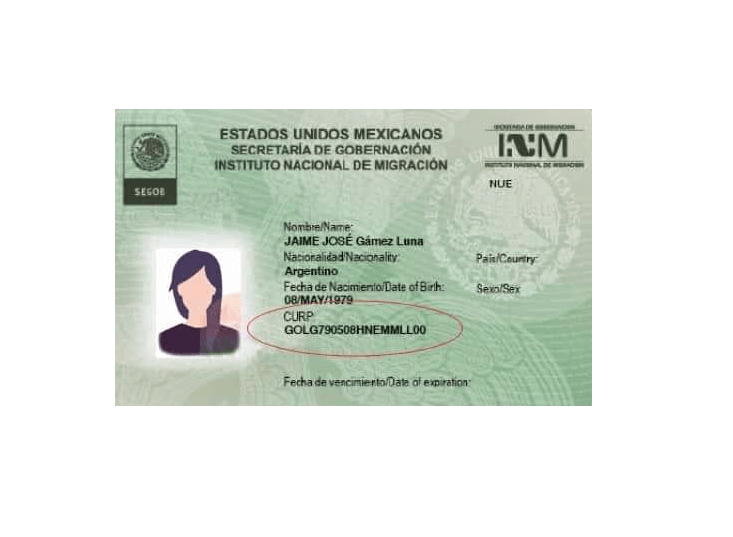 ESTADOS UNIDOS MEXICANOS
SECRETARÍA DE GOBERNACIÓN
INSTITUTO NACIONAL DE MIGRACIÓN
SEGOB
SECRETARÍA DE GOBERNACIÓN
INM
INSTITUTO NACIONAL DE MIGRACIÓN
NUE
Nombre/Name:
JAIME JOSÉ Gámez Luna
Nacionalidad/Nacionality:
País/Country:
Argentino
Fecha de Nacimiento/Date of Birth:
Sexo/Sex
08/MAY/1979
CURP
GOLG790508HNEMMLL00
Fecha de vencimiento/Date of expiration: